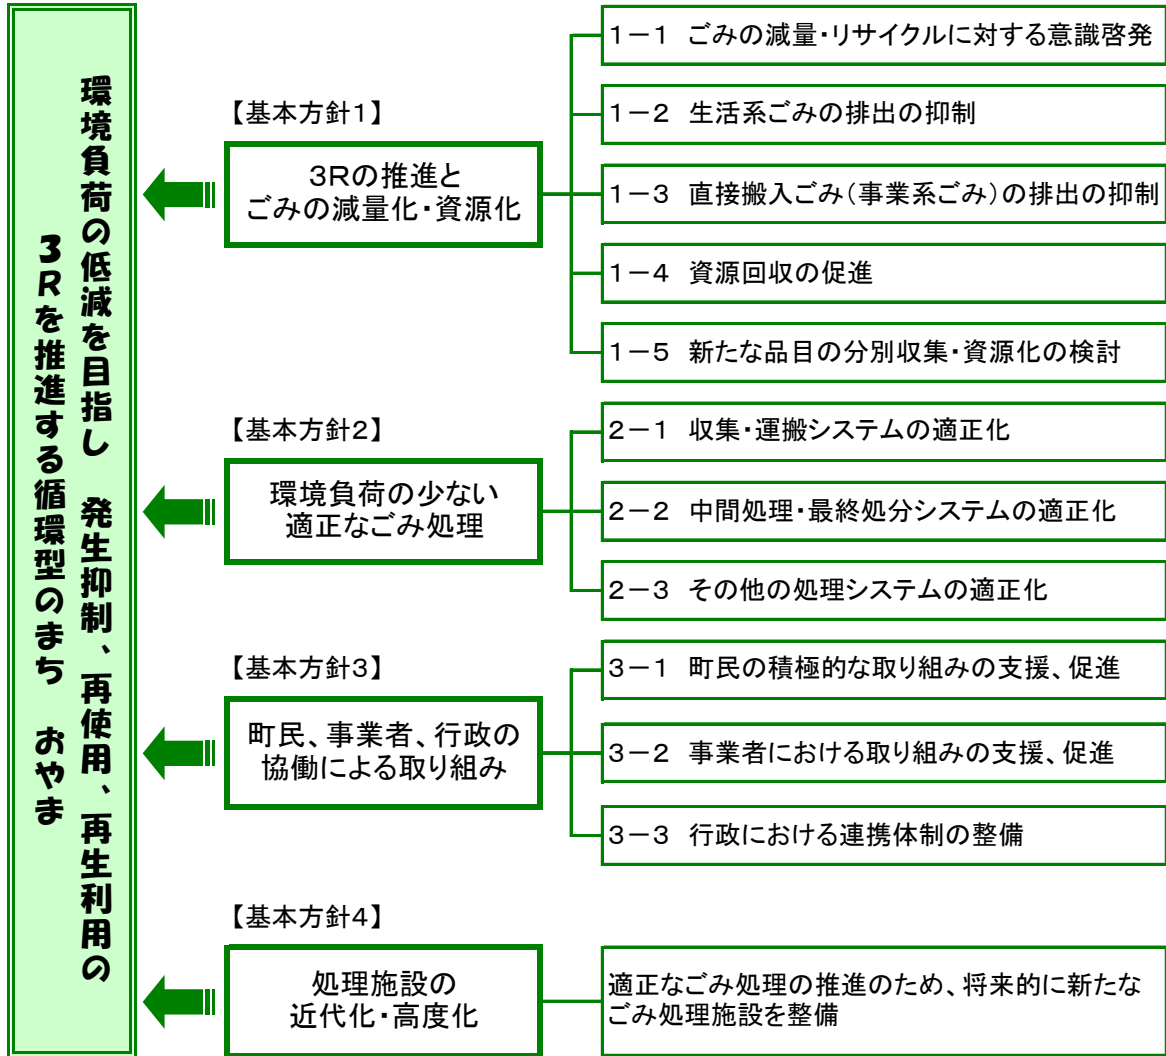 環境負荷の低減を目指し　発生抑制、再使用、再生利用の
３Ｒを推進する循環型のまち　おやま
【基本方針１】
３Ｒの推進と
ごみの減量化・資源化
１－１　ごみの減量・リサイクルに対する意識啓発
１－２　生活系ごみの排出の抑制
１－３　直接搬入ごみ（事業系ごみ）の排出の抑制
１－４　資源回収の促進
１－５　新たな品目の分別収集・資源化の検討
【基本方針２】
環境負荷の少ない
適正なごみ処理
２－１　収集・運搬システムの適正化
２－２　中間処理・最終処分システムの適正化
２－３　その他の処理システムの適正化
【基本方針３】
町民、事業者、行政の
協働による取り組み
３－１　町民の積極的な取り組みの支援、促進
３－２　事業者における取り組みの支援、促進
３－３　行政における連携体制の整備
【基本方針４】
処理施設の
近代化・高度化
適正なごみ処理の推進のため、将来的に新たな
ごみ処理施設を整備